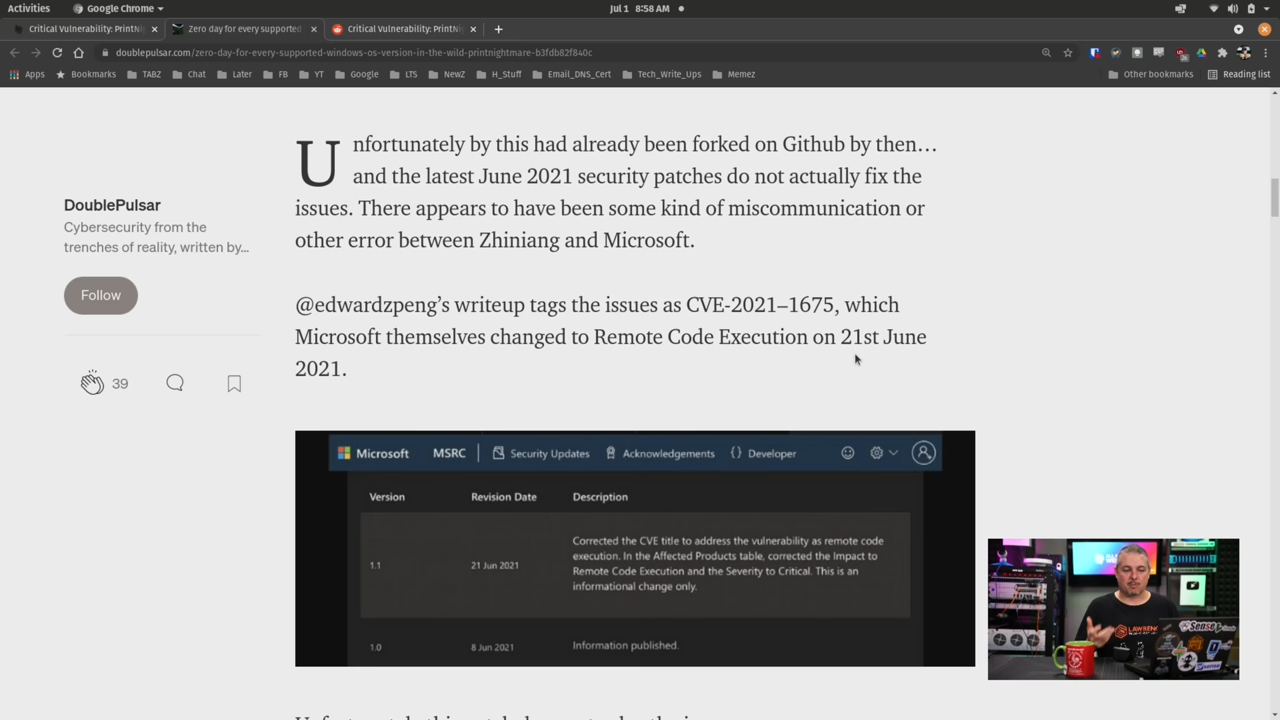 Activities
Google Chrome
Jul 1 8:58 AM
Critical Vulnerability: PrintNi
Zero day for every supported
Critical Vulnerability: PrintNi
doublepulsar.com/zero-day-for-every-supported-windows-os-version-in-the-wild-printnightmare-b3fdb82f840c
Apps
Bookmarks
TABZ
Chat
Later
FB
YT
Google
LTS
NewZ
H_Stuff
Email_DNS_Cert
Tech_Write_Ups
Memez
Other bookmarks
Reading list
Unfortunately by this had already been forked on Github by then…
and the latest June 2021 security patches do not actually fix the
issues. There appears to have been some kind of miscommunication or
other error between Zhiniang and Microsoft.
DoublePulsar
Cybersecurity from the
trenches of reality, written by...
Follow
39
@edwardzpeng’s writeup tags the issues as CVE-2021–1675, which
Microsoft themselves changed to Remote Code Execution on 21st June
2021.
Microsoft
MSRC
Security Updates
Acknowledgements
Developer
Version
Revision Date
Description
1.1
21 Jun 2021
Corrected the CVE title to address the vulnerability as remote code
execution. In the Affected Products table, corrected the Impact to
Remote Code Execution and the Severity to Critical. This is an
informational change only.
1.0
8 Jun 2021
Information published.